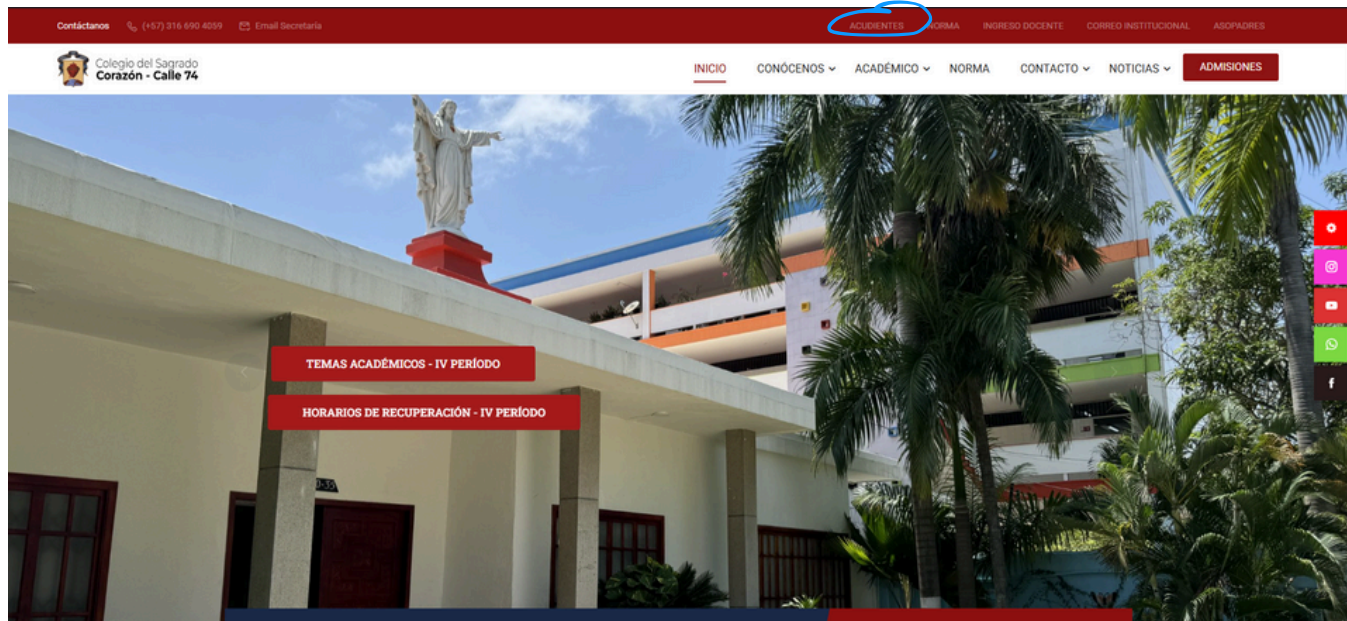 Contáctanos (+57) 316 690 4059 Email Secretaría ACUDIENTES NORMA INGRESO DOCENTE CORREO INSTITUCIONAL ASOPADRES
Colegio del Sagrado
Corazón - Calle 74
INICIO CONÓCENOS ACADÉMICO NORMA CONTACTO NOTICIAS ADMISIONES
TEMAS ACADÉMICOS - IV PERÍODO
HORARIOS DE RECUPERACIÓN - IV PERÍODO